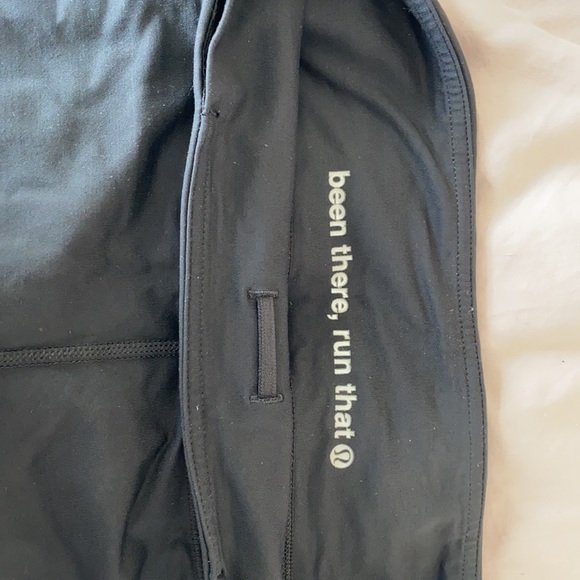 been there, run that